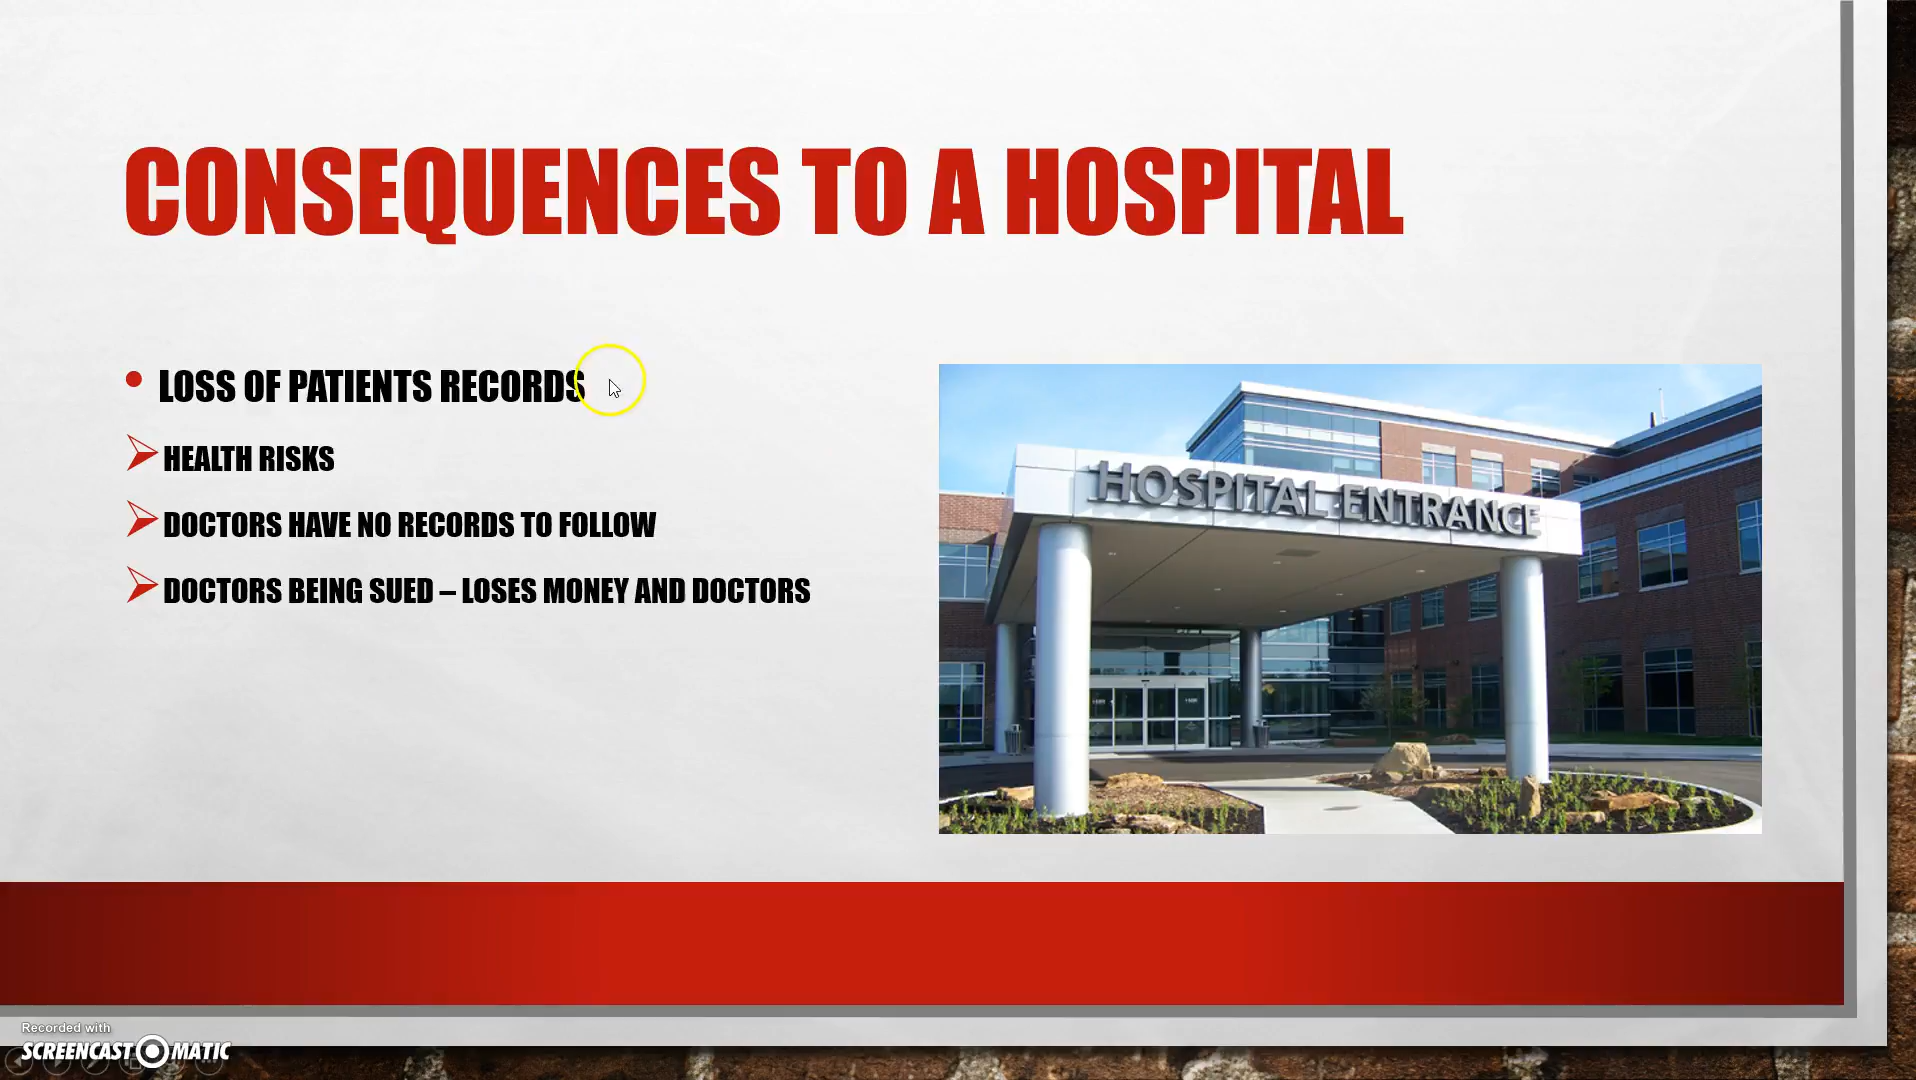 CONSEQUENCES TO A HOSPITAL
LOSS OF PATIENTS RECORDS
HEALTH RISKS
DOCTORS HAVE NO RECORDS TO FOLLOW
DOCTORS BEING SUED – LOSES MONEY AND DOCTORS
HOSPITAL ENTRANCE
Recorded with
SCREENCAST-O-MATIC